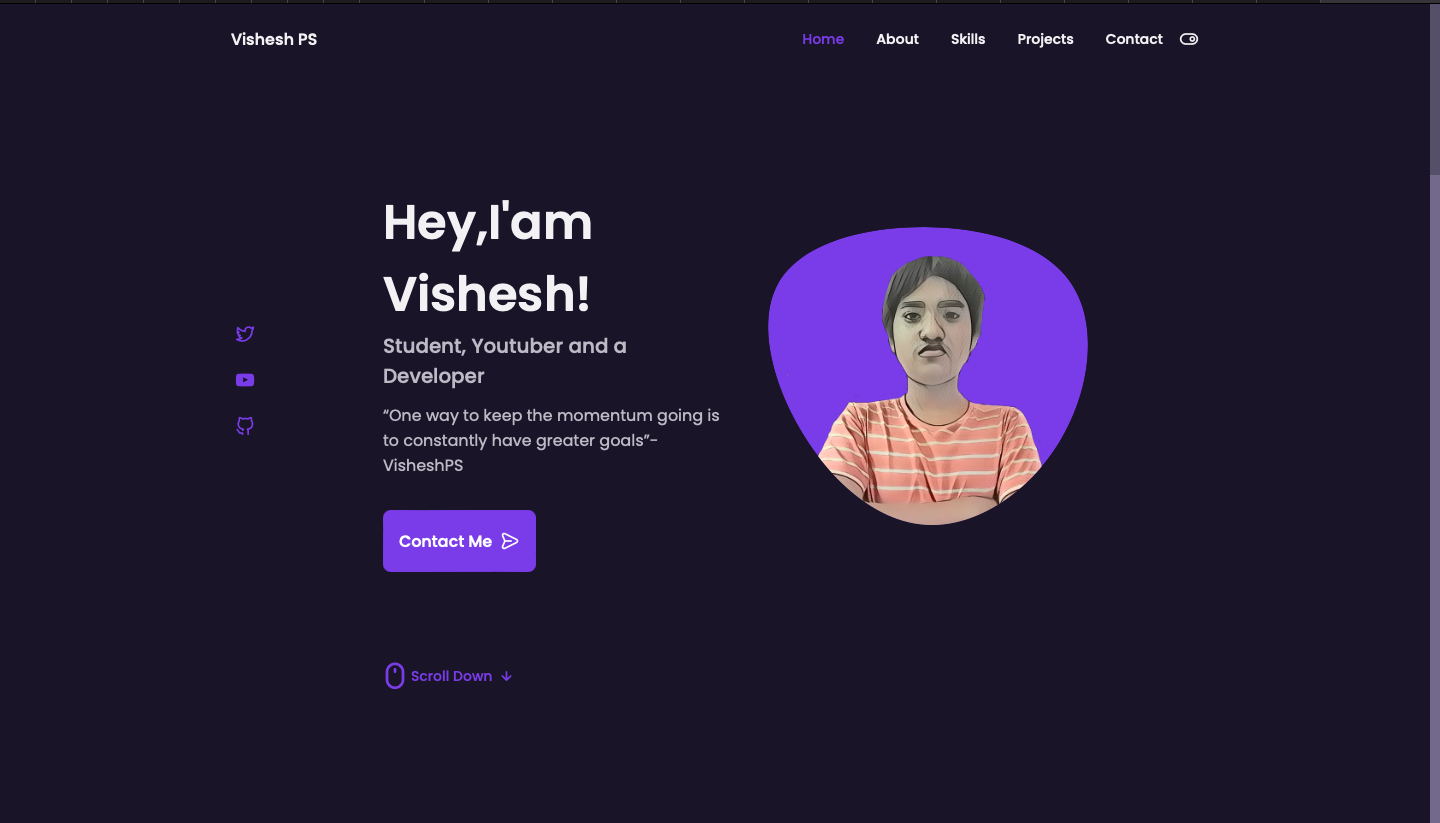 Vishesh PS
Home About Skills Projects Contact
Hey,I'am
Vishesh!
Student, Youtuber and a
Developer
“One way to keep the momentum going is
to constantly have greater goals”-
VisheshPS
Contact Me
Scroll Down